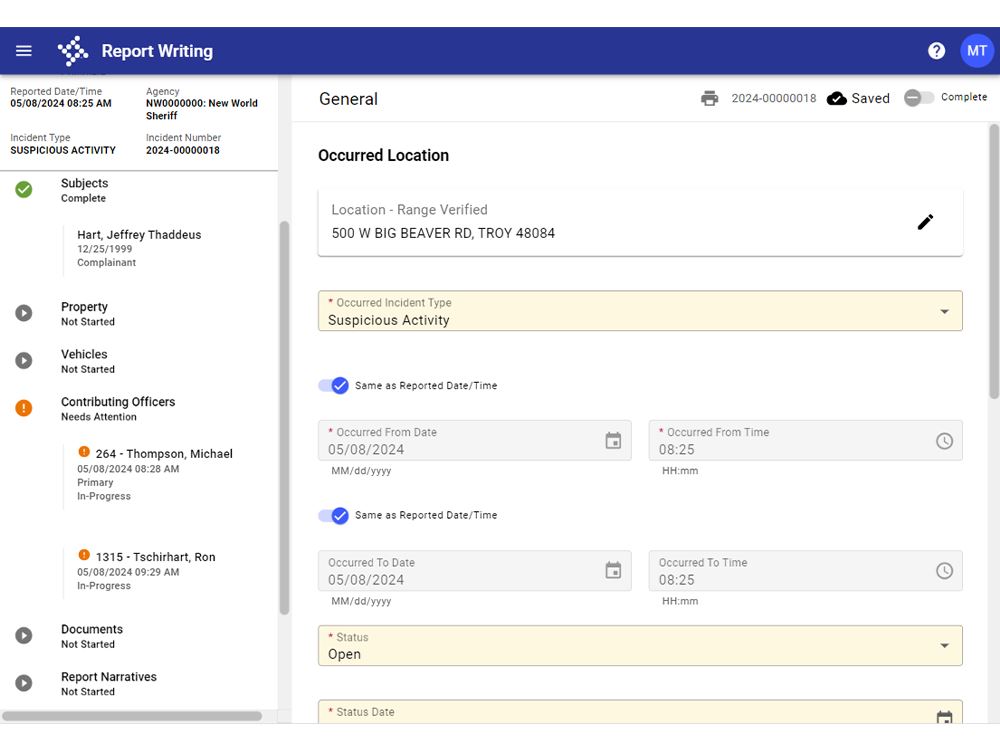 Report Writing
?
MT
Reported Date/Time
05/08/2024 08:25 AM
Agency
NW0000000: New World
Sheriff
Incident Type
SUSPICIOUS ACTIVITY
Incident Number
2024-00000018
Subjects
Complete
Hart, Jeffrey Thaddeus
12/25/1999
Complainant
Property
Not Started
Vehicles
Not Started
Contributing Officers
Needs Attention
264 - Thompson, Michael
05/08/2024 08:28 AM
Primary
In-Progress
1315 - Tschirhart, Ron
05/08/2024 09:29 AM
In-Progress
Documents
Not Started
Report Narratives
Not Started
General
2024-00000018
Saved
Complete
Occurred Location
Location - Range Verified
500 W BIG BEAVER RD, TROY 48084
* Occurred Incident Type
Suspicious Activity
Same as Reported Date/Time
* Occurred From Date
05/08/2024
MM/dd/yyyy
* Occurred From Time
08:25
HH:mm
Same as Reported Date/Time
Occurred To Date
05/08/2024
MM/dd/yyyy
Occurred To Time
08:25
HH:mm
* Status
Open
* Status Date